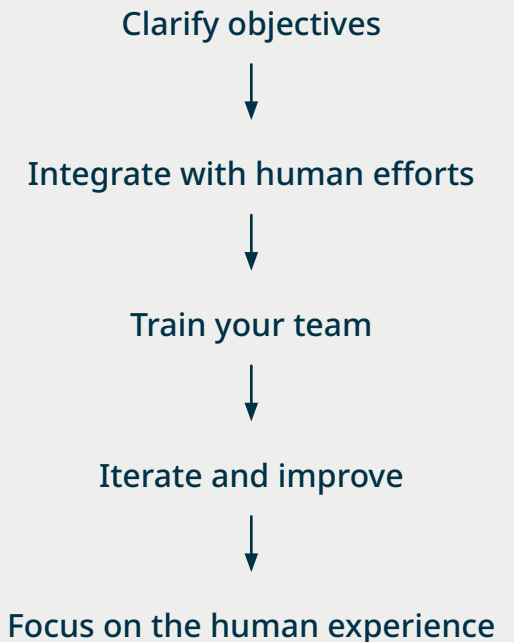 Clarify objectives
Integrate with human efforts
Train your team
Iterate and improve
Focus on the human experience